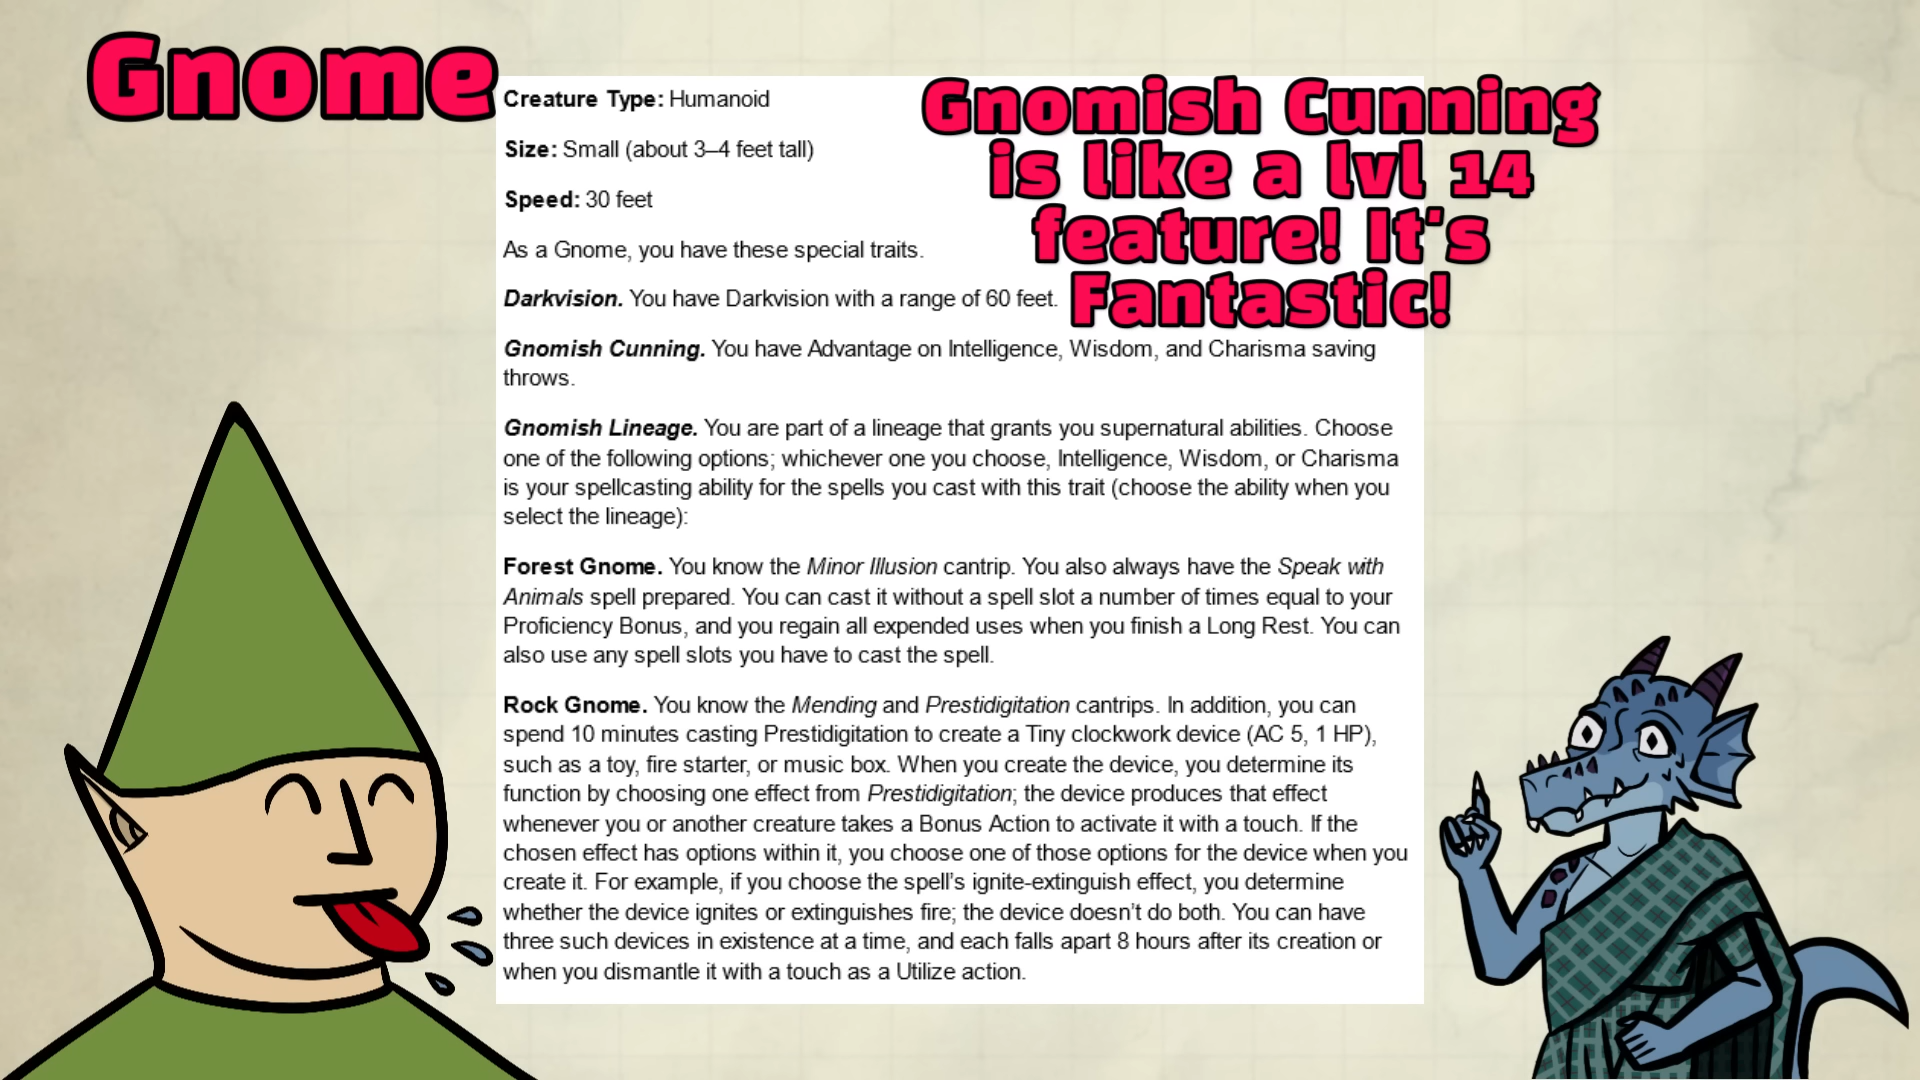 Gnome
Creature Type: Humanoid
Gnomish Cunning
is like a lvl 14
feature! It's
Fantastic!
Size: Small (about 3–4 feet tall)
Speed: 30 feet
As a Gnome, you have these special traits.
Darkvision. You have Darkvision with a range of 60 feet.
Gnomish Cunning. You have Advantage on Intelligence, Wisdom, and Charisma saving
throws.
Gnomish Lineage. You are part of a lineage that grants you supernatural abilities. Choose
one of the following options; whichever one you choose, Intelligence, Wisdom, or Charisma
is your spellcasting ability for the spells you cast with this trait (choose the ability when you
select the lineage):
Forest Gnome. You know the Minor Illusion cantrip. You also always have the Speak with
Animals spell prepared. You can cast it without a spell slot a number of times equal to your
Proficiency Bonus, and you regain all expended uses when you finish a Long Rest. You can
also use any spell slots you have to cast the spell.
Rock Gnome. You know the Mending and Prestidigitation cantrips. In addition, you can
spend 10 minutes casting Prestidigitation to create a Tiny clockwork device (AC 5, 1 HP),
such as a toy, fire starter, or music box. When you create the device, you determine its
function by choosing one effect from Prestidigitation; the device produces that effect
whenever you or another creature takes a Bonus Action to activate it with a touch. If the
chosen effect has options within it, you choose one of those options for the device when you
create it. For example, if you choose the spell's ignite-extinguish effect, you determine
whether the device ignites or extinguishes fire; the device doesn't do both. You can have
three such devices in existence at a time, and each falls apart 8 hours after its creation or
when you dismantle it with a touch as a Utilize action.